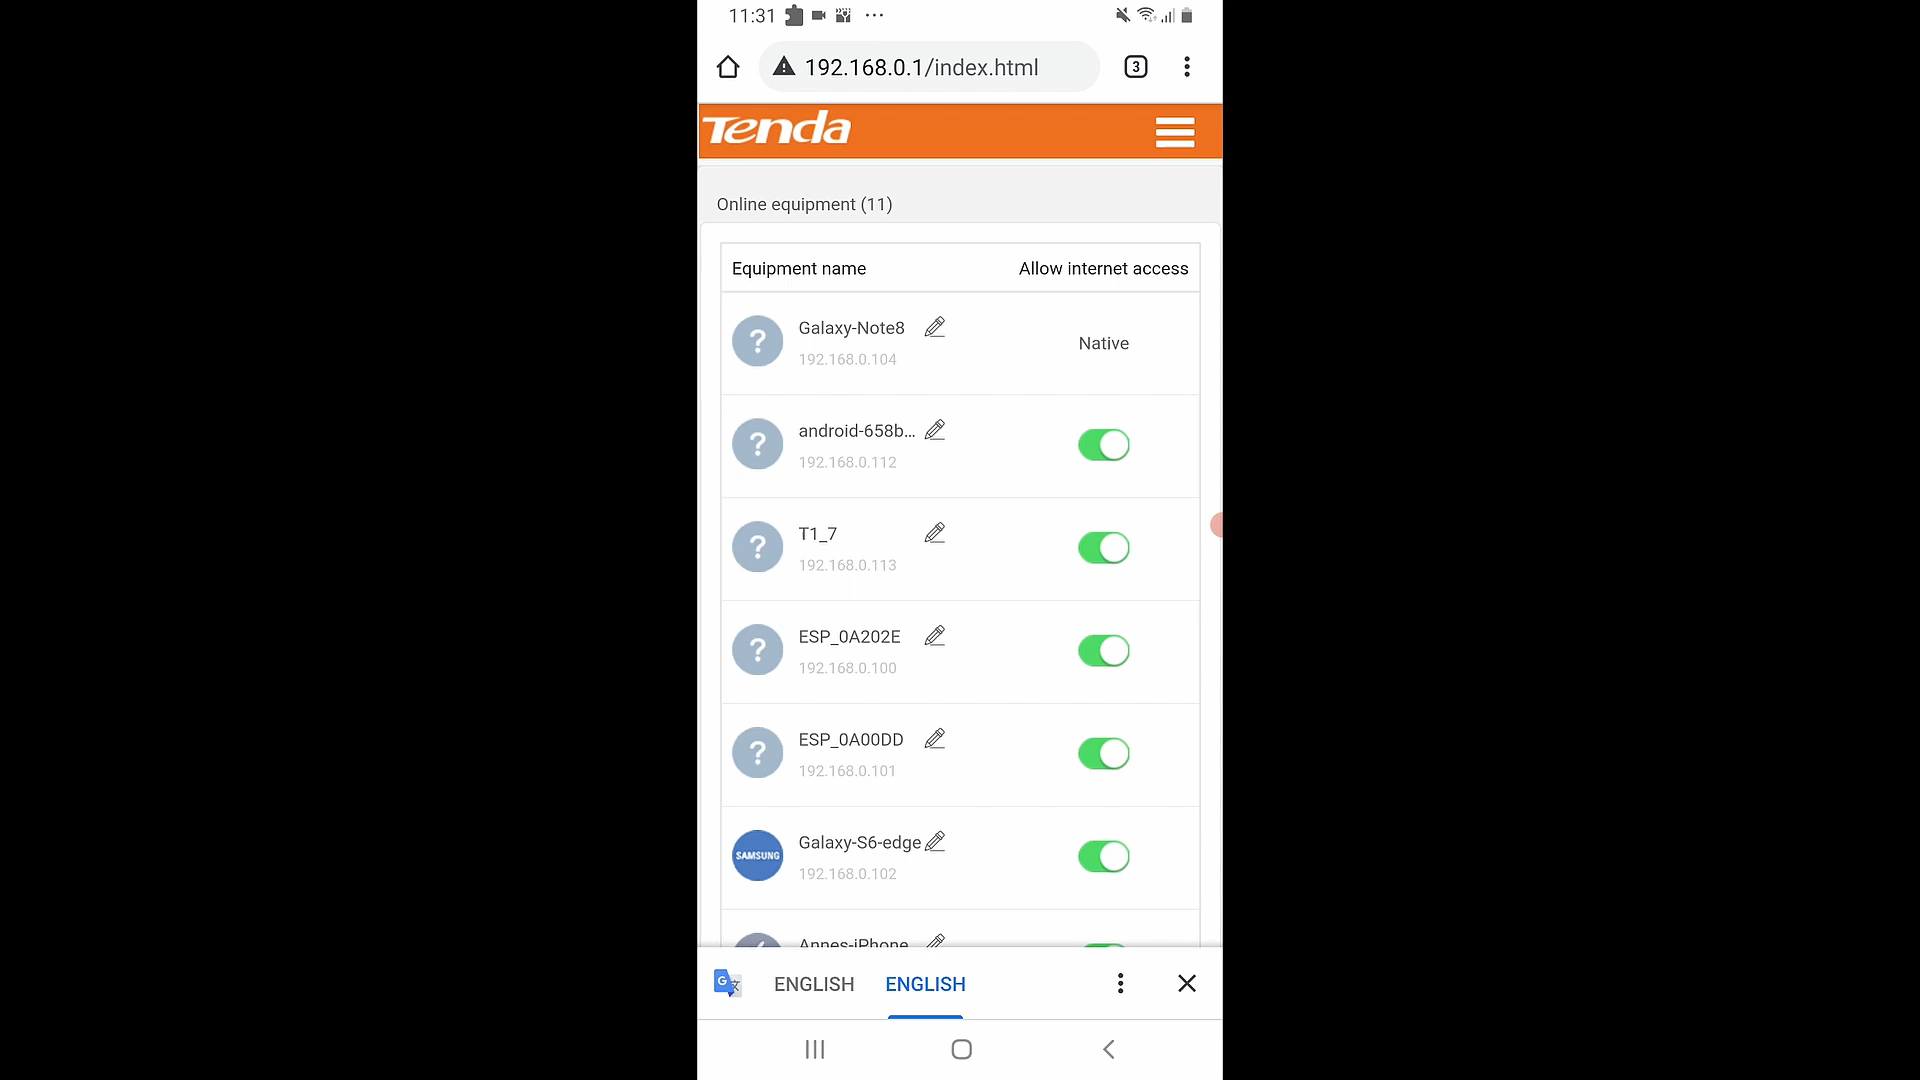 11:31
192.168.0.1/index.html
3
Tenda
Online equipment (11)
Equipment name Allow internet access
? Galaxy-Note8
192.168.0.104
Native
? android-658b...
192.168.0.112
? T1_7
192.168.0.113
? ESP_0A202E
192.168.0.100
? ESP_0A00DD
192.168.0.101
SAMSUNG Galaxy-S6-edge
192.168.0.102
Annes-iPhone
G ENGLISH ENGLISH